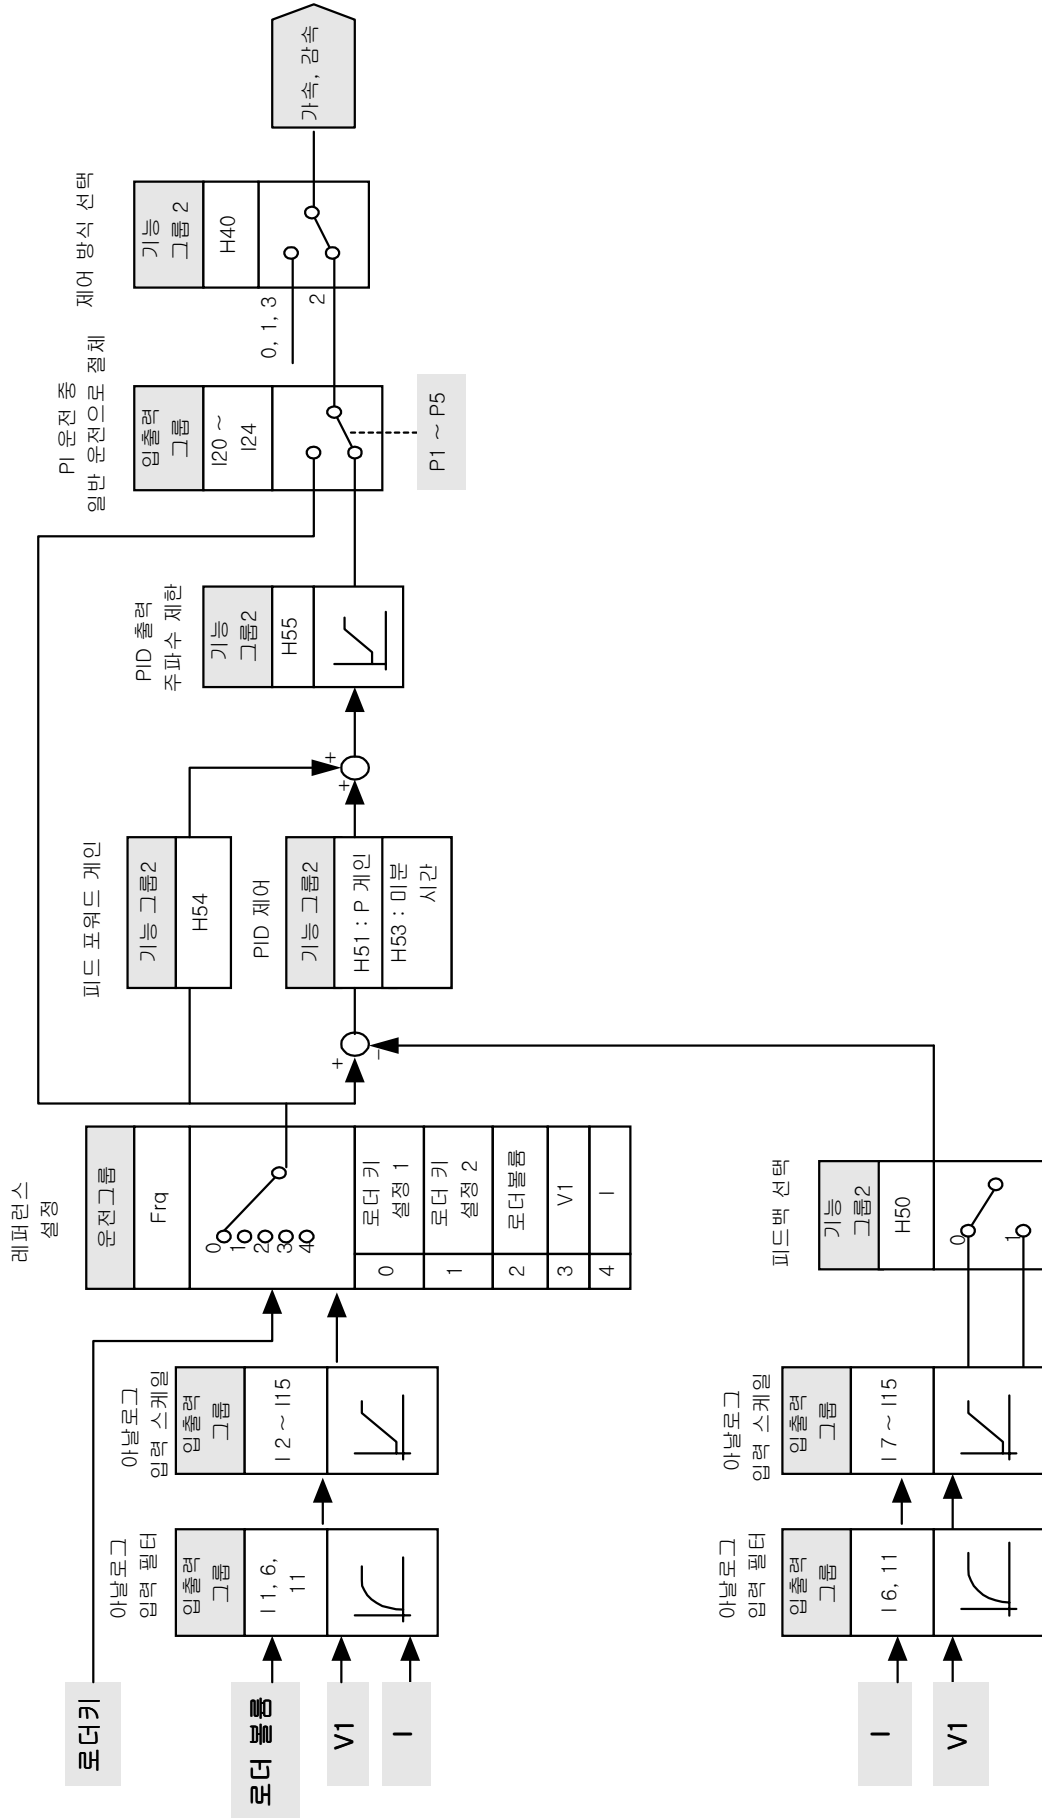 레퍼런스
설정
운전그룹
Frq
0
1
2
3
4
0
로더 키
설정 1
1
로더 키
설정 2
2
로더볼륨
3
V1
4
I
로더키
로더 볼륨
V1
I
아날로그
입력 필터
입출력
그룹
I 1, 6,
11
아날로그
입력 스케일
입출력
그룹
I 2 ~ I15
피드 포워드 게인
기능 그룹2
H54
PID 제어
기능 그룹2
H51 : P 게인
H53 : 미분
시간
+
-
+
+
PID 출력
주파수 제한
기능
그룹2
H55
PI 운전 중
일반 운전으로 절체
입출력
그룹
I20 ~
I24
P1 ~ P5
제어 방식 선택
기능
그룹 2
H40
0, 1, 3
2
가속, 감속
I
V1
아날로그
입력 필터
입출력
그룹
I 6, 11
아날로그
입력 스케일
입출력
그룹
I 7 ~ I15
피드백 선택
기능
그룹2
H50
0
1